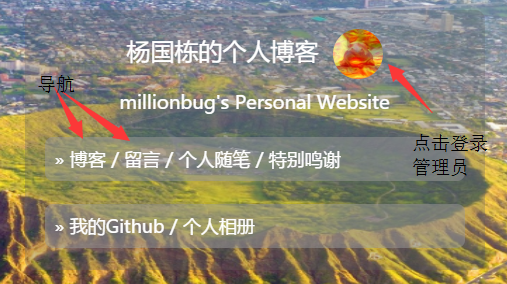 杨国栋的个人博客
导航
millionbug's Personal Website
点击登录
管理员
» 博客 / 留言 / 个人随笔 / 特别鸣谢
» 我的Github / 个人相册